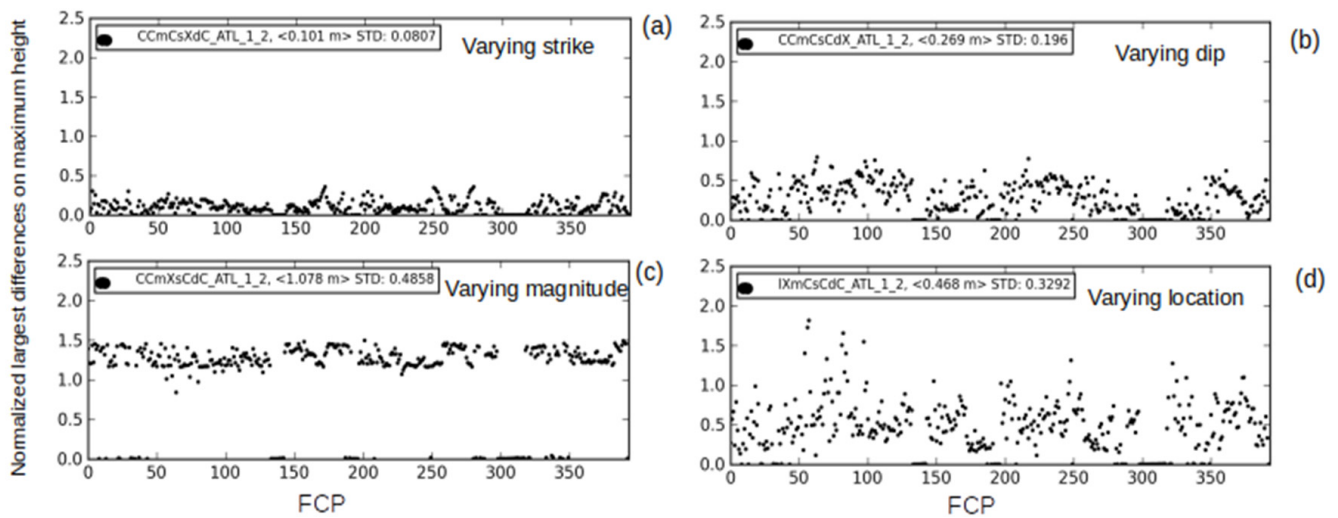 Normalized largest differences on maximum height
2.5
2.0
1.5
1.0
0.5
0.0
CCmCsXdC_ATL_1_2, <0.101 m> STD: 0.0807
Varying strike
(a)
0 50 100 150 200 250 300 350
2.5
2.0
1.5
1.0
0.5
0.0
CCmCsCdX_ATL_1_2, <0.269 m> STD: 0.196
Varying dip
(b)
0 50 100 150 200 250 300 350
2.5
2.0
1.5
1.0
0.5
0.0
CCmXsCdC_ATL_1_2, <1.078 m> STD: 0.4858
Varying magnitude
(c)
0 50 100 150 200 250 300 350
FCP
2.5
2.0
1.5
1.0
0.5
0.0
IXmCsCdC_ATL_1_2, <0.468 m> STD: 0.3292
Varying location
(d)
0 50 100 150 200 250 300 350
FCP